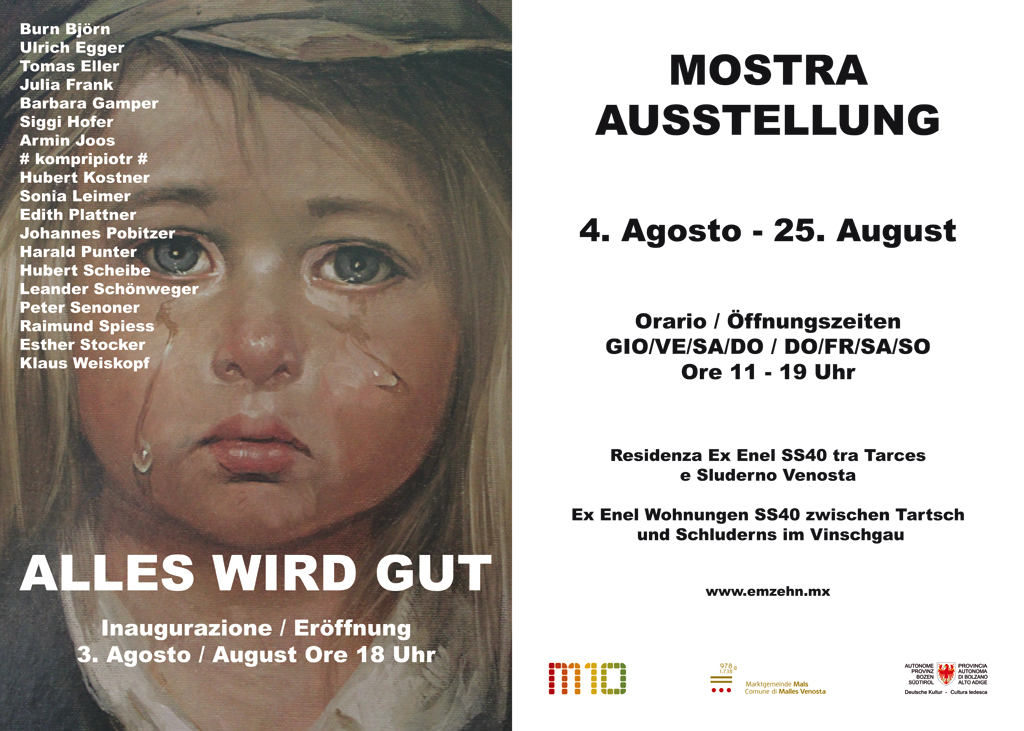 Burn Björn
Ulrich Egger
Tomas Eller
Julia Frank
Barbara Gamper
Siggi Hofer
Armin Joos
# kompripiotr #
Hubert Kostner
Sonia Leimer
Edith Plattner
Johannes Pobitzer
Harald Punter
Hubert Scheibe
Leander Schönweger
Peter Senoner
Raimund Spiess
Esther Stocker
Klaus Weiskopf
ALLES WIRD GUT
Inaugurazione / Eröffnung
3. Agosto / August Ore 18 Uhr
MOSTRA
AUSSTELLUNG
4. Agosto - 25. August
Orario / Öffnungszeiten
GIO/VE/SA/DO / DO/FR/SA/SO
Ore 11 - 19 Uhr
Residenza Ex Enel SS40 tra Tarces
e Sluderno Venosta
Ex Enel Wohnungen SS40 zwischen Tartsch
und Schluderns im Vinschgau
www.emzehn.mx
m10
978
1.738 m
Marktgemeinde Mals
Comune di Malles Venosta
AUTONOME
PROVINZ
BOZEN
SÜDTIROL
PROVINCIA
AUTONOMA
DI BOLZANO
ALTO ADIGE
Deutsche Kultur - Cultura tedesca